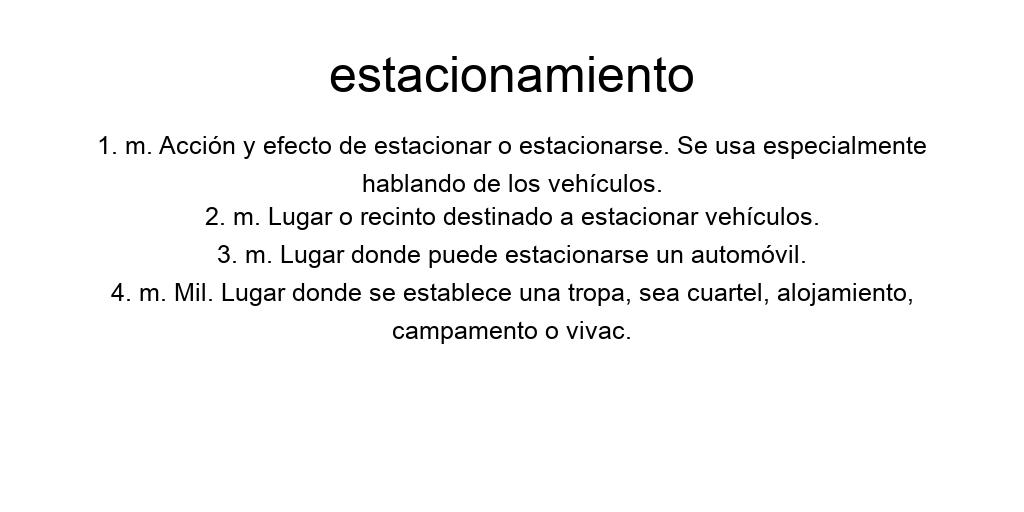 estacionamiento
1. m. Acción y efecto de estacionar o estacionarse. Se usa especialmente
hablando de los vehículos.
2. m. Lugar o recinto destinado a estacionar vehículos.
3. m. Lugar donde puede estacionarse un automóvil.
4. m. Mil. Lugar donde se establece una tropa, sea cuartel, alojamiento,
campamento o vivac.